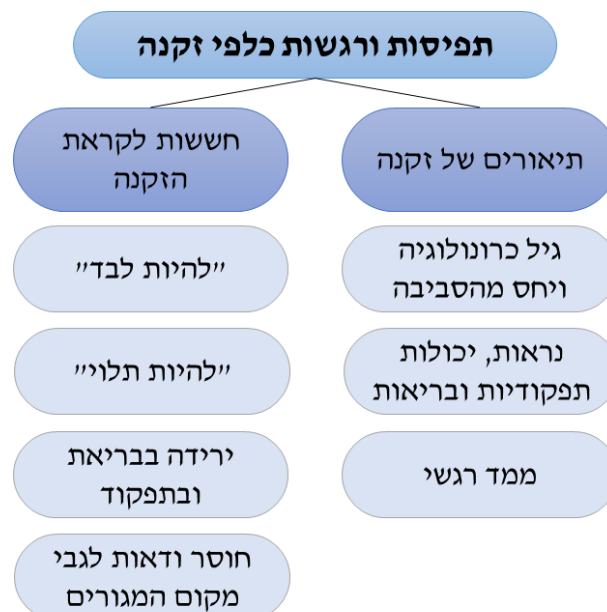 תפיסות ורגשות כלפי זקנה
תיאורים של זקנה
גיל כרונולוגיה
ויחס מהסביבה
נראות, יכולות
תפקודיות ובריאות
ממד רגשי
חששות לקראת
הזקנה
"להיות לבד"
"להיות תלוי"
ירידה בבריאת
ובתפקוד
חוסר ודאות לגבי
מקום המגורים